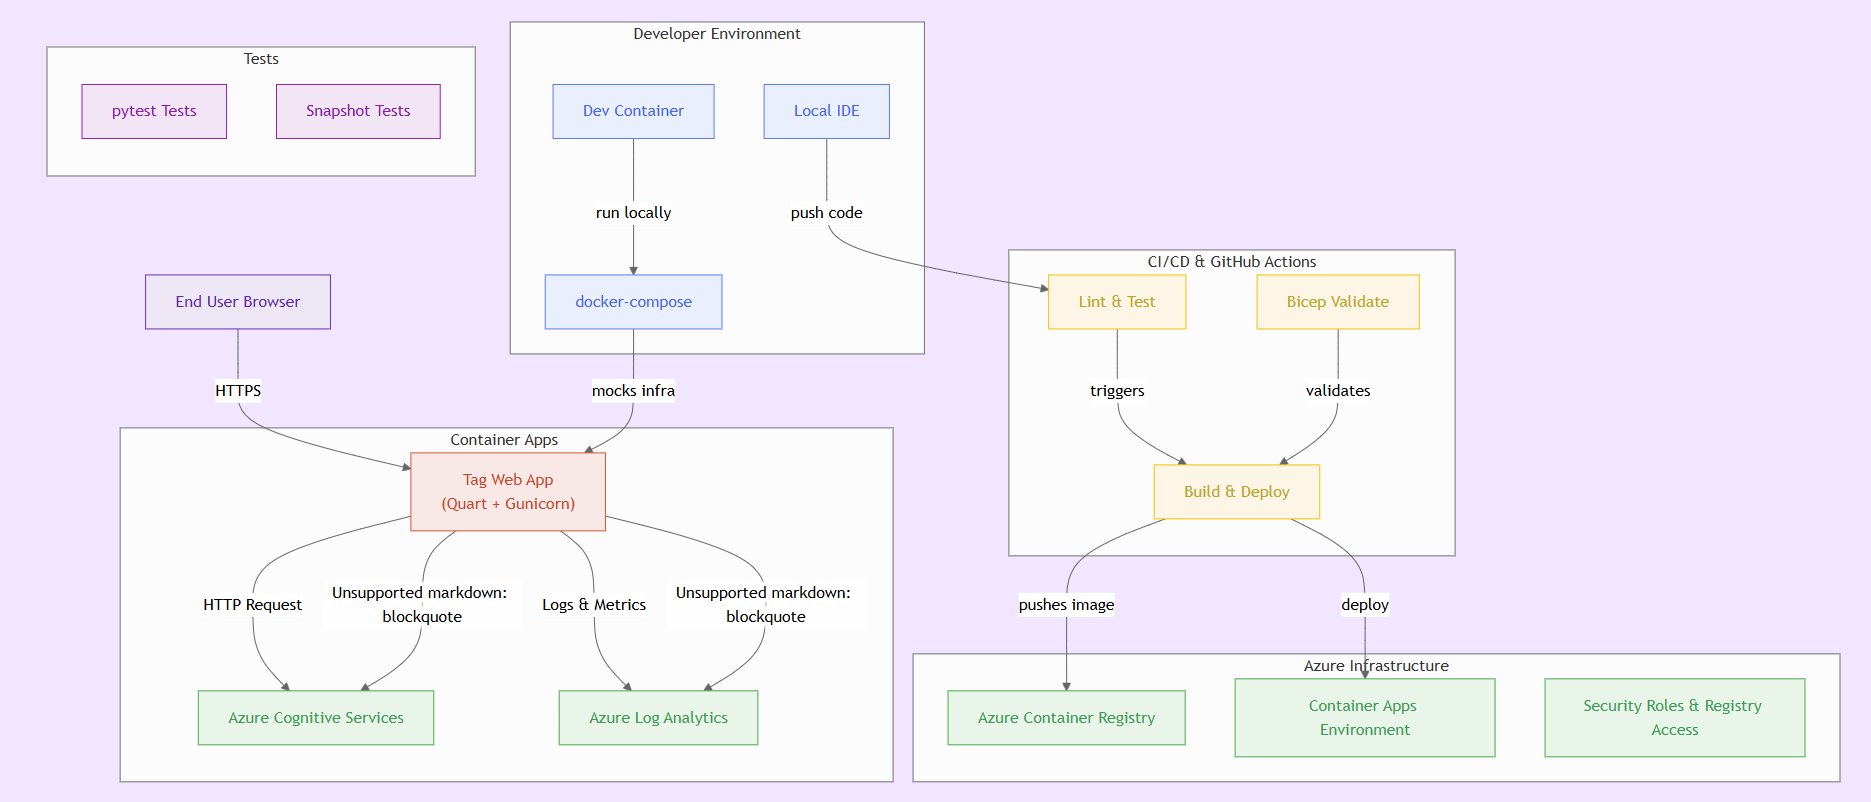 Tests
pytest Tests
Snapshot Tests
Developer Environment
Dev Container
Local IDE
run locally
push code
docker-compose
End User Browser
HTTPS
mocks infra
CI/CD & GitHub Actions
Lint & Test
Bicep Validate
triggers
validates
Build & Deploy
Container Apps
Tag Web App
(Quart + Gunicorn)
HTTP Request
Unsupported markdown:
blockquote
Logs & Metrics
Unsupported markdown:
blockquote
Azure Cognitive Services
Azure Log Analytics
pushes image
deploy
Azure Infrastructure
Azure Container Registry
Container Apps
Environment
Security Roles & Registry
Access